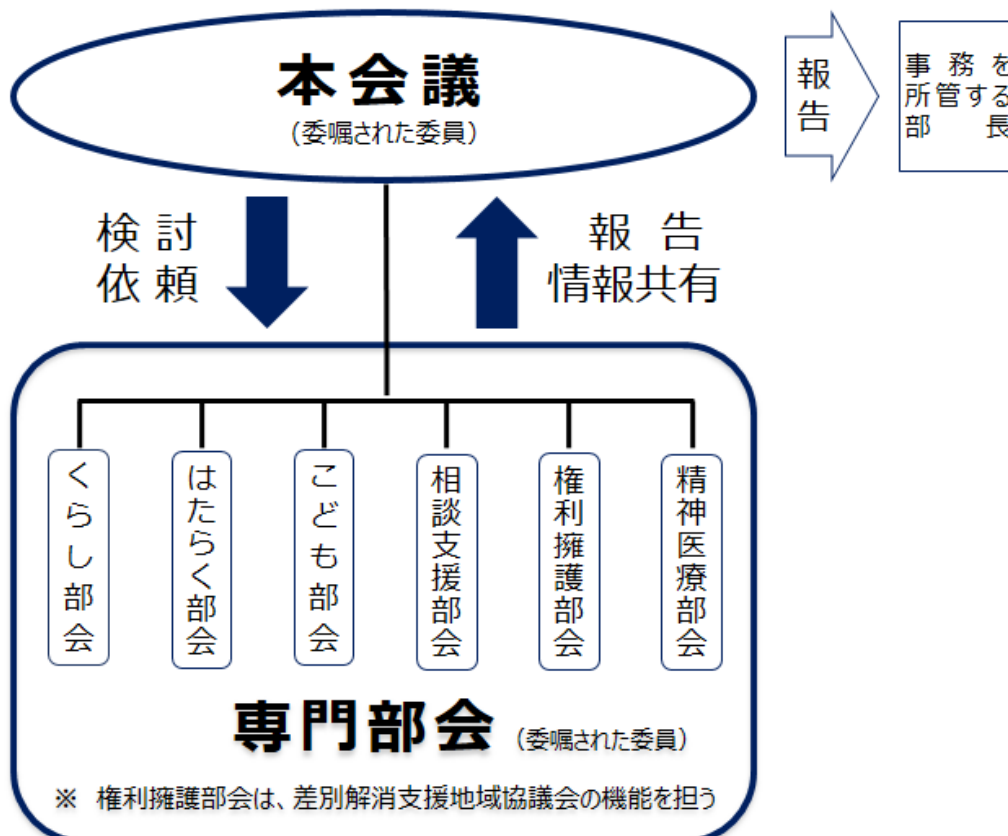 本会議
(委嘱された委員)
報告
事務を
所管する
部長
検討
依頼
報告
情報共有
くらし部会
はたらく部会
こども部会
相談支援部会
権利擁護部会
精神医療部会
専門部会 (委嘱された委員)
※ 権利擁護部会は、差別解消支援地域協議会の機能を担う